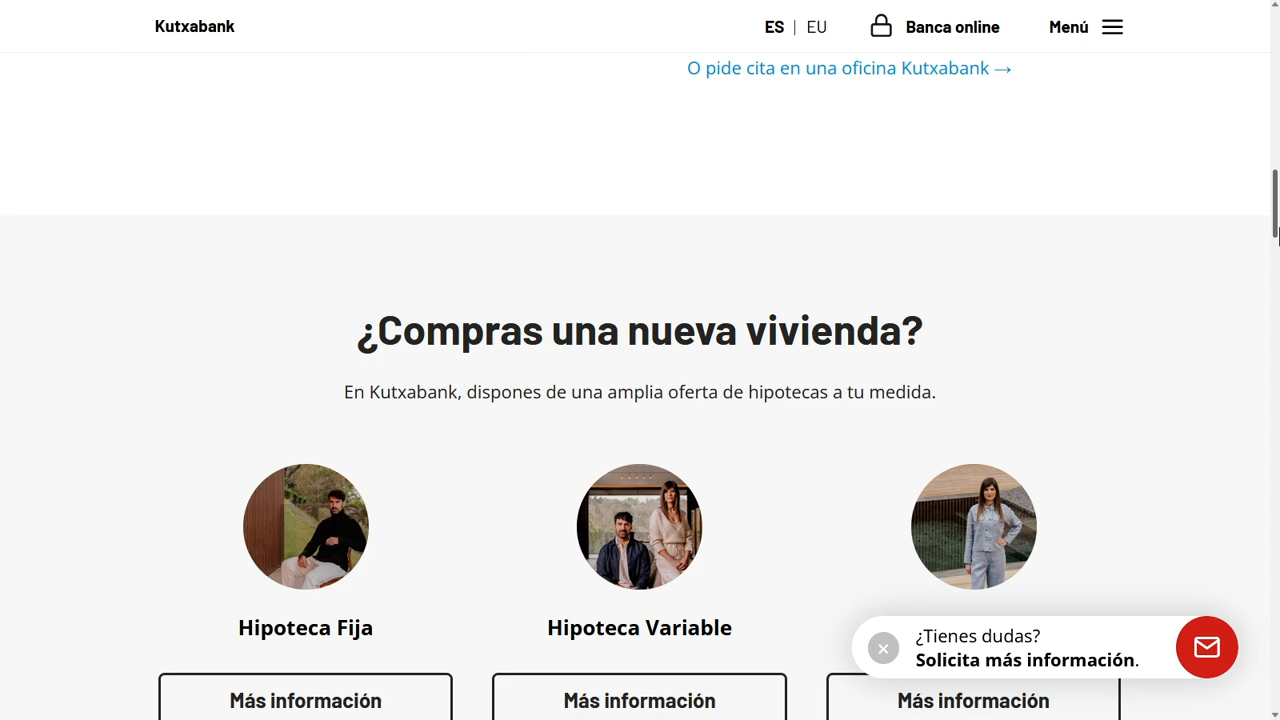 Kutxabank
ES | EU
Banca online
Menú
O pide cita en una oficina Kutxabank →
¿Compras una nueva vivienda?
En Kutxabank, dispones de una amplia oferta de hipotecas a tu medida.
Hipoteca Fija
Hipoteca Variable
¿Tienes dudas?
Solicita más información.
Más información
Más información
Más información